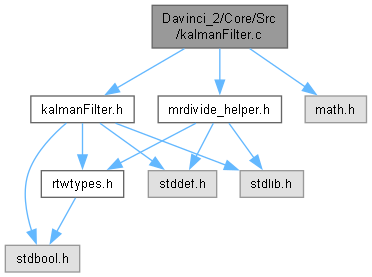 Davinci_2/Core/Src
/kalmanFilter.c
kalmanFilter.h
mrdivide_helper.h
math.h
rtwtypes.h
stddef.h
stdlib.h
stdbool.h